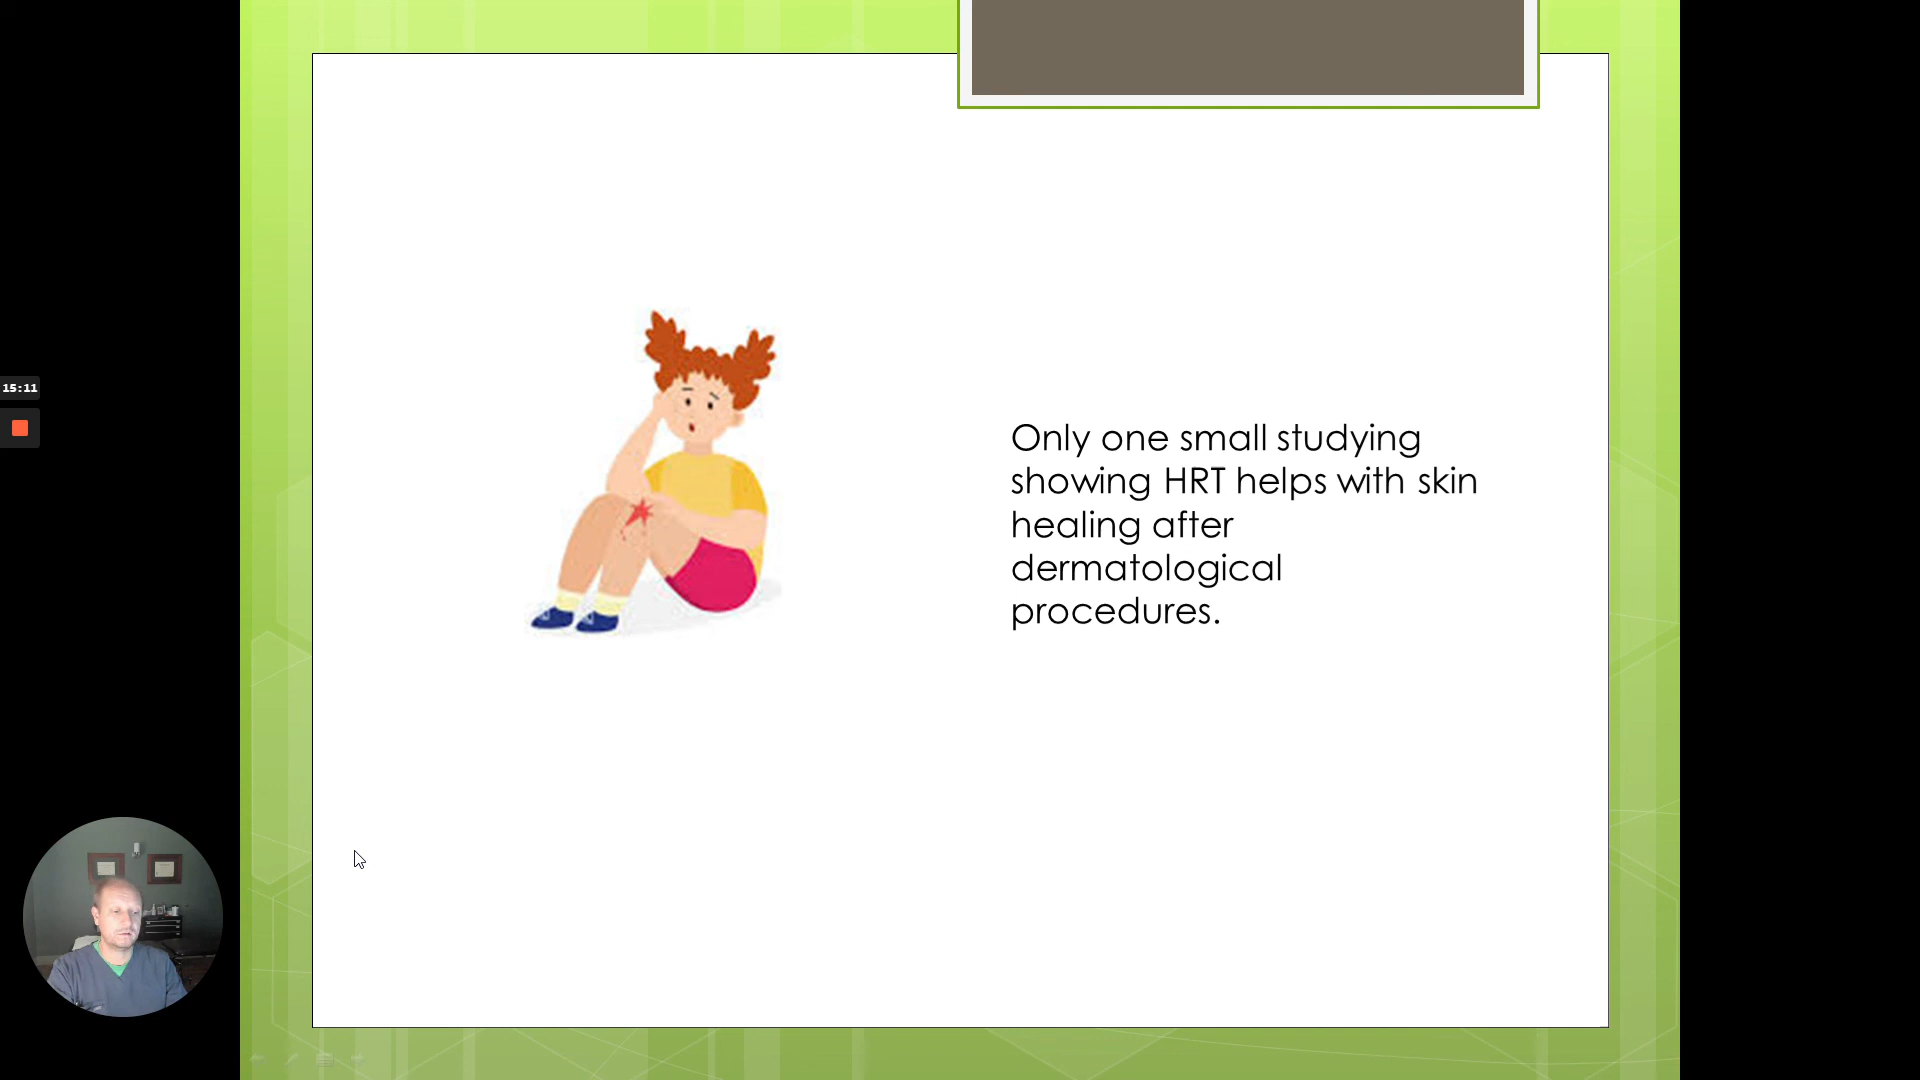 15:11
Only one small studying
showing HRT helps with skin
healing after
dermatological
procedures.